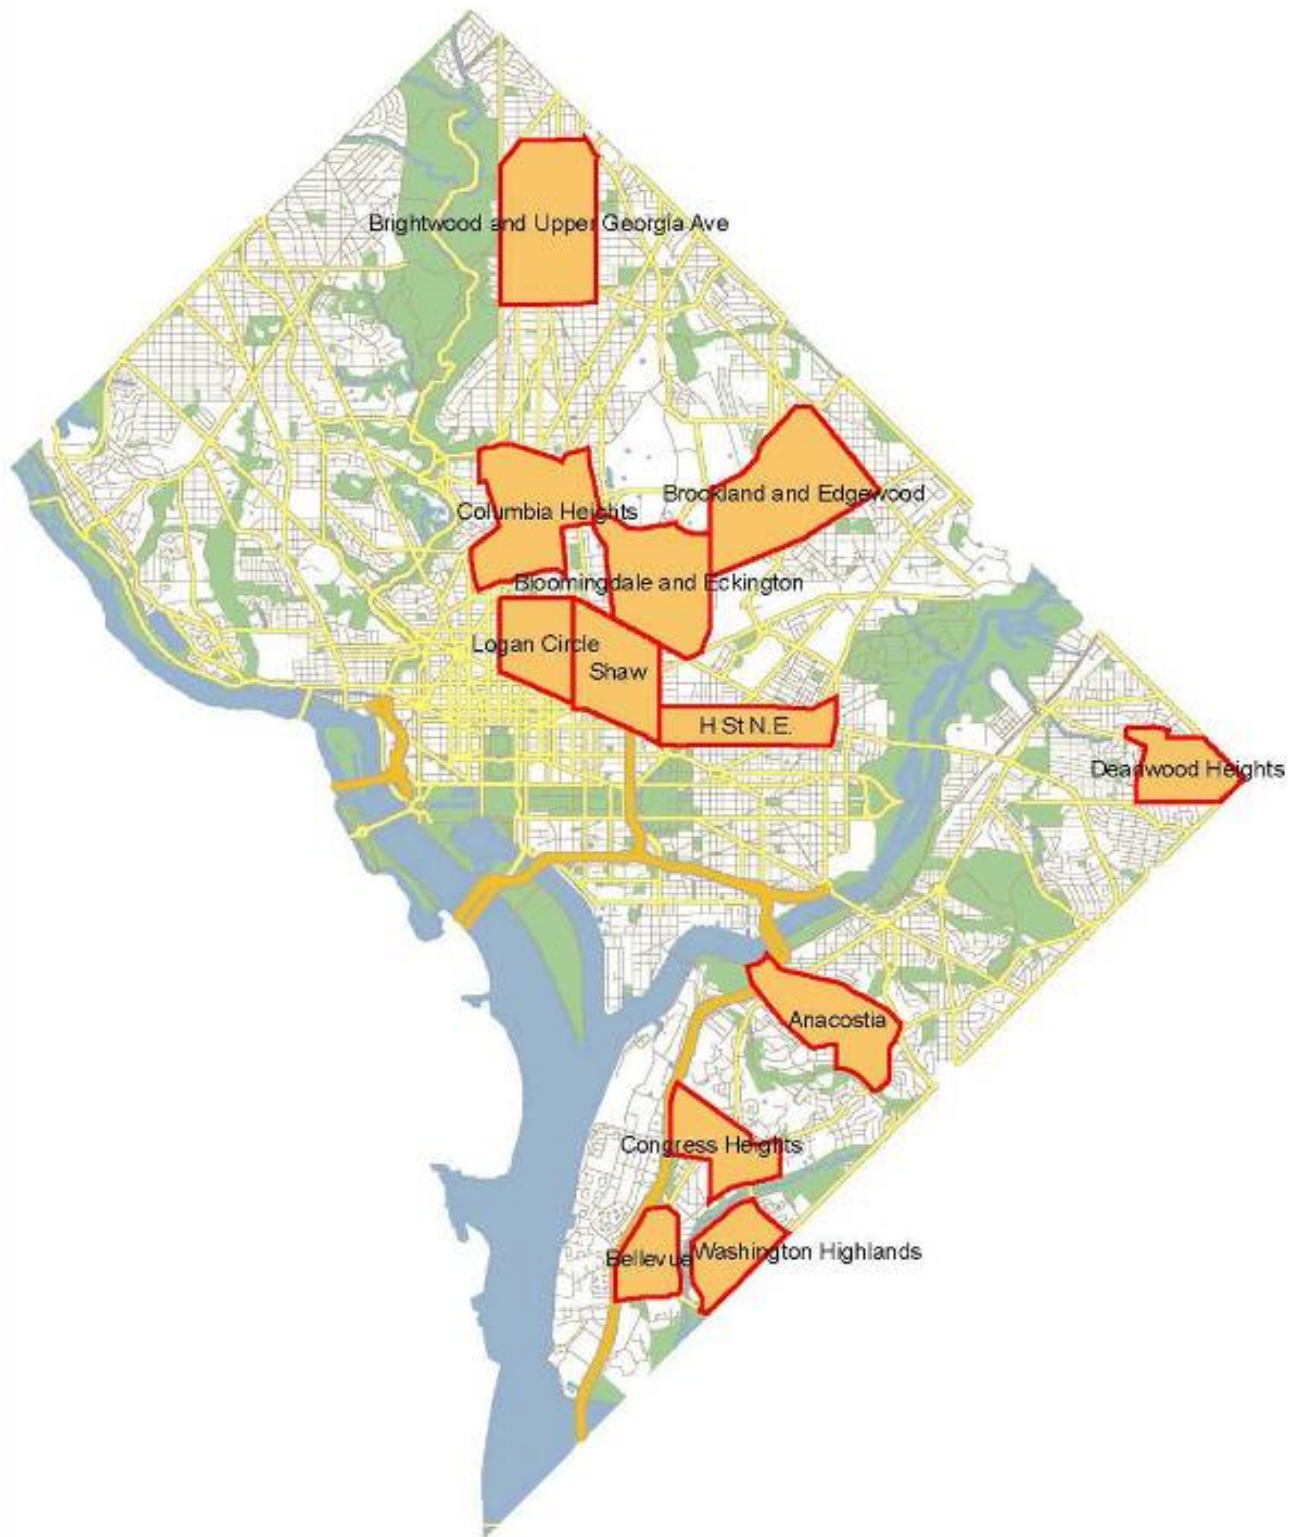 Brightwood and Upper Georgia Ave
Brookland and Edgewood
Columbia Heights
Bloomingdale and Eckington
Logan Circle
Shaw
H St N.E.
Deanwood Heights
Anacostia
Congress Heights
Washington Highlands
Bellevue